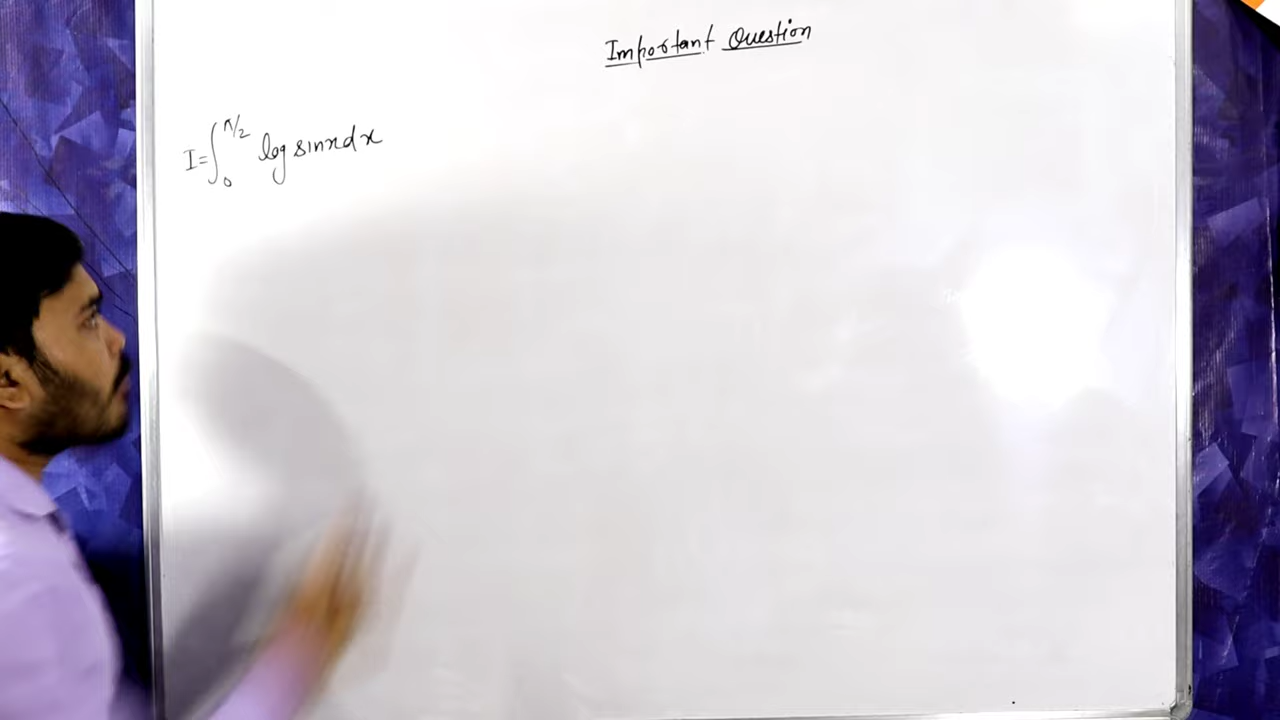 Important Question
I = ∫₀^π/2 log sinx dx